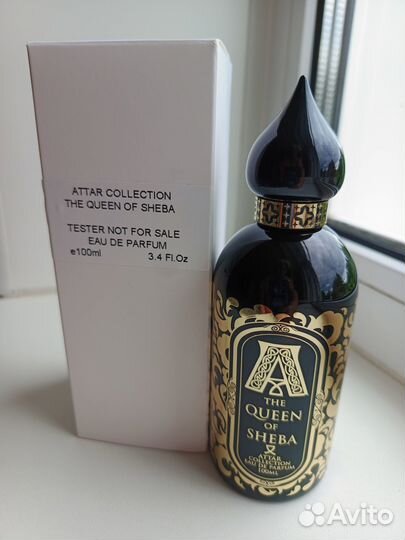 ATTAR COLLECTION
THE QUEEN OF SHEBA
TESTER NOT FOR SALE
EAU DE PARFUM
e100ml 3.4 Fl.Oz
A
THE
QUEEN
OF
SHEBA
ATTAR
COLLECTION
EAU DE PARFUM
100ML
Avito